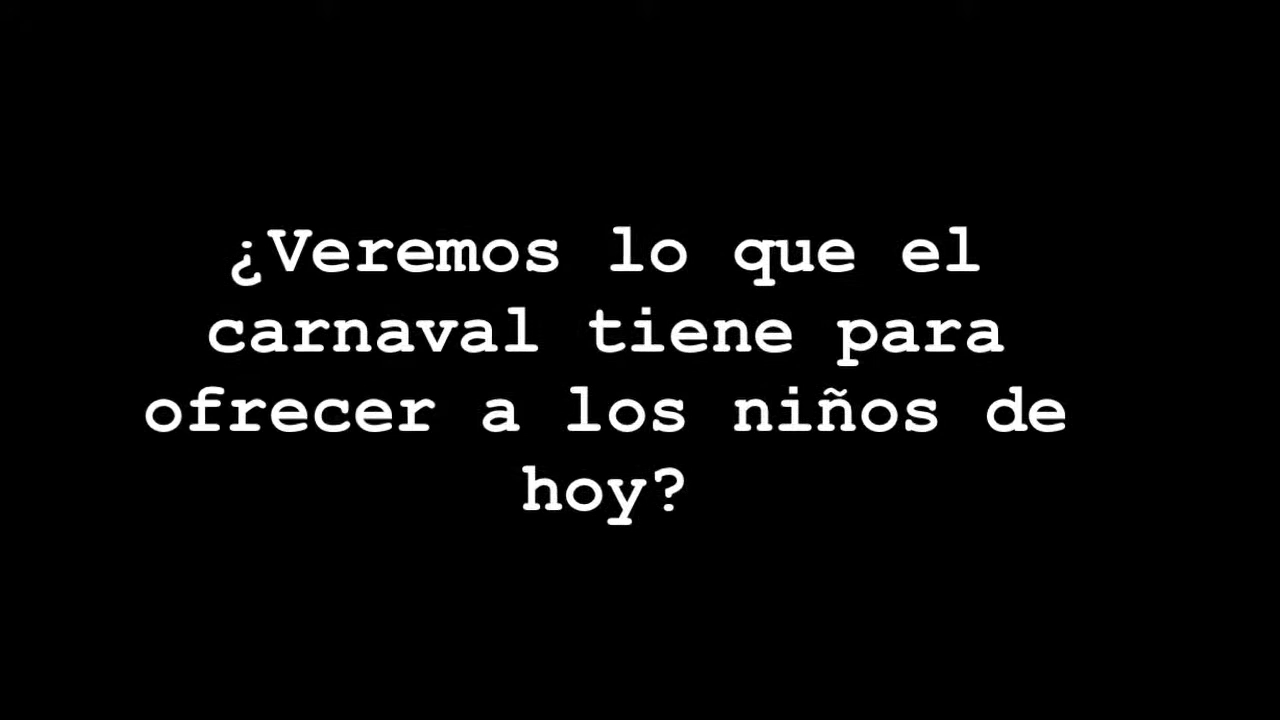 ¿Veremos lo que el
carnaval tiene para
ofrecer a los niños de
hoy?